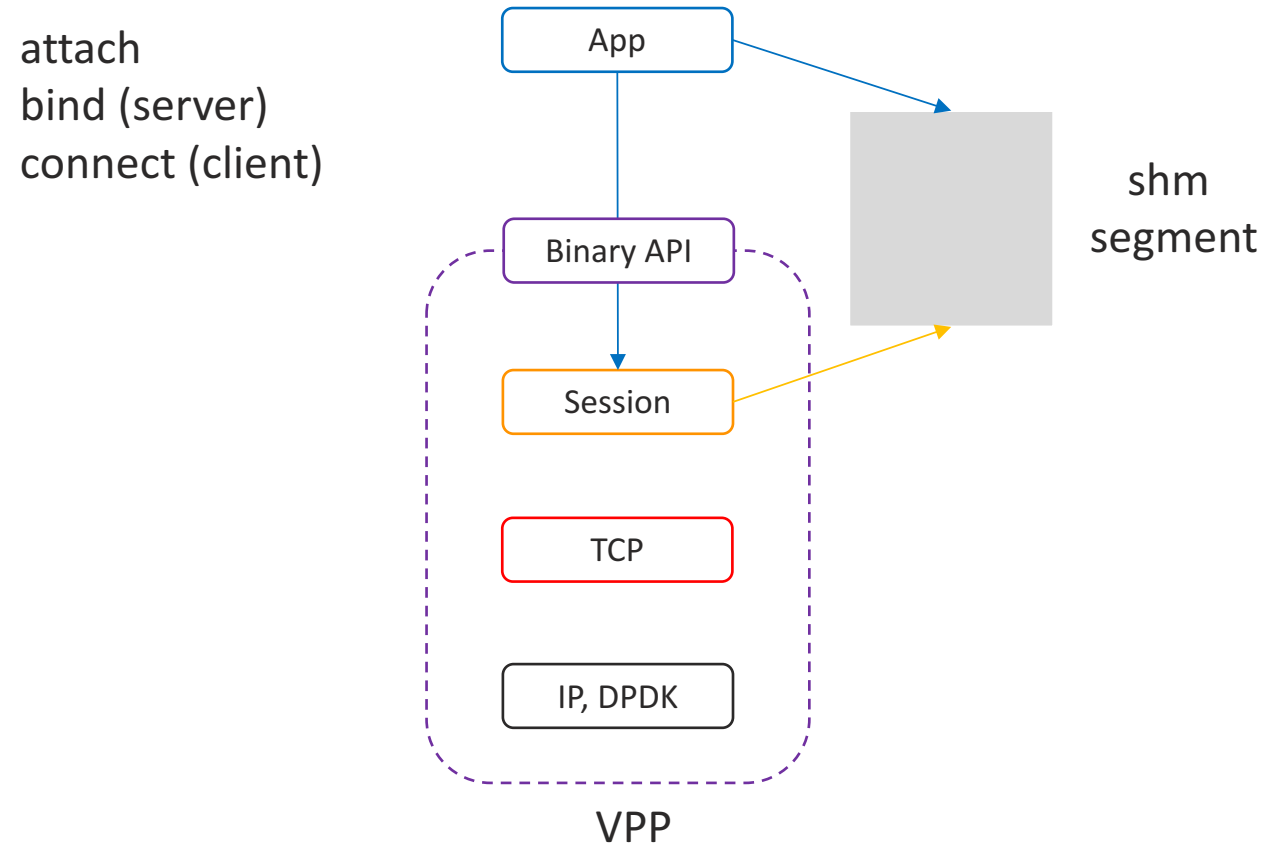 attach
bind (server)
connect (client)
App
shm
segment
Binary API
Session
TCP
IP, DPDK
VPP